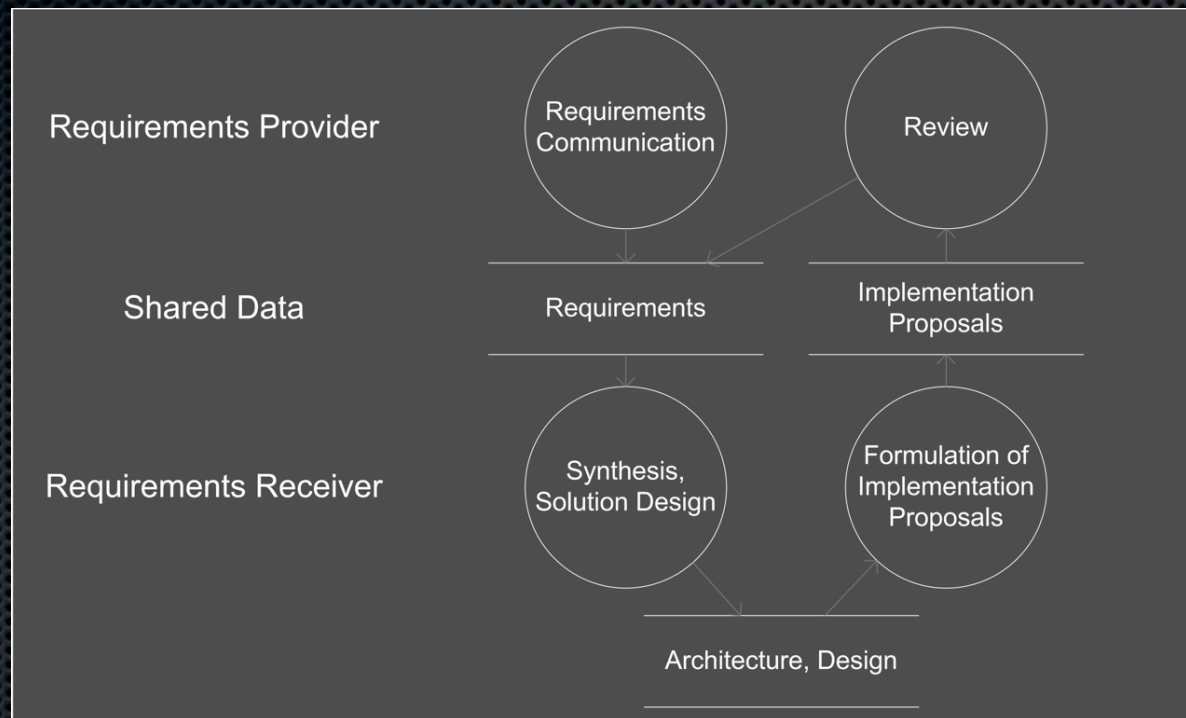 Requirements Provider
Requirements
Communication
Review
Shared Data
Requirements
Implementation
Proposals
Requirements Receiver
Synthesis,
Solution Design
Formulation of
Implementation
Proposals
Architecture, Design